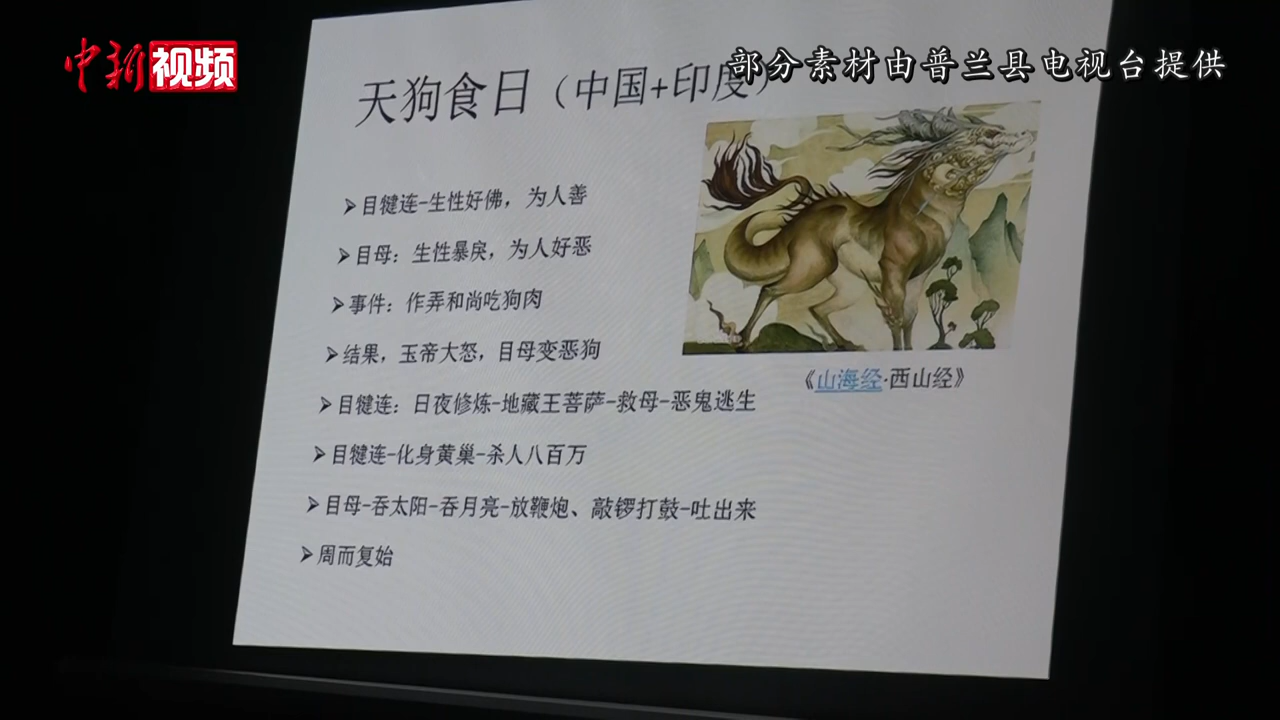 中新视频
部分素材由普兰县电视台提供
天狗食日（中国+印度）
➢目犍连-生性好佛，为人善
➢目母：生性暴戾，为人好恶
➢事件：作弄和尚吃狗肉
➢结果，玉帝大怒，目母变恶狗
➢目犍连：日夜修炼-地藏王菩萨-救母-恶鬼逃生
➢目犍连-化身黄巢-杀人八百万
➢目母-吞太阳-吞月亮-放鞭炮、敲锣打鼓-吐出来
➢周而复始
《山海经·西山经》